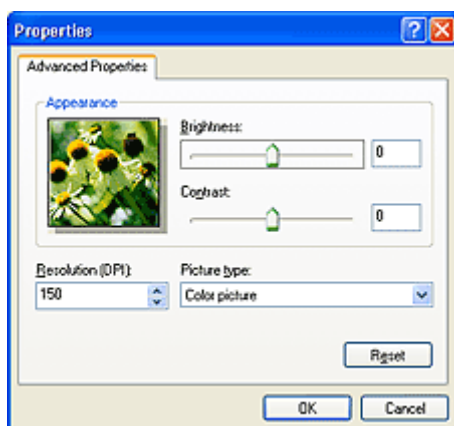 Properties
Advanced Properties
Appearance
Brightness:
0
Contrast:
0
Resolution (DPI):
150
Picture type:
Color picture
Reset
OK
Cancel